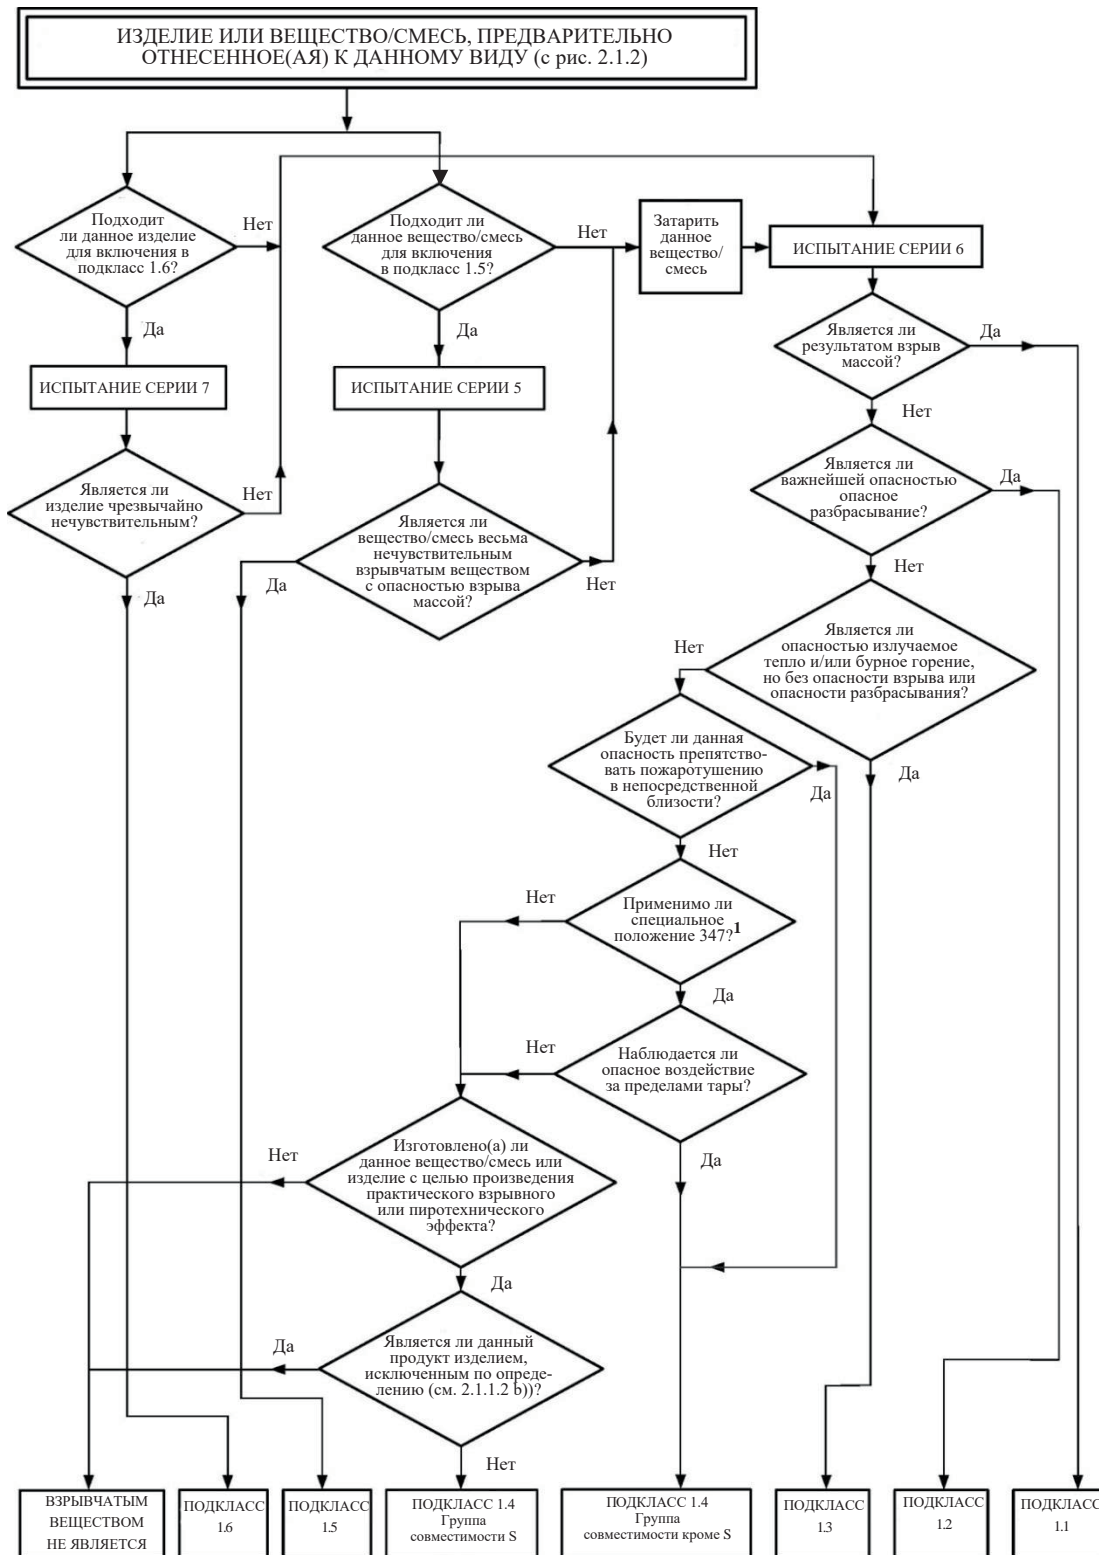 ИЗДЕЛИЕ ИЛИ ВЕЩЕСТВО/СМЕСЬ, ПРЕДВАРИТЕЛЬНО
ОТНЕСЕННОЕ(АЯ) К ДАННОМУ ВИДУ (с рис. 2.1.2)
Подходит
ли данное изделие
для включения в
подкласс 1.6?
Нет
Да
Подходит ли
данное вещество/смесь
для включения
в подкласс 1.5?
Нет
Да
Затарить
данное
вещество/
смесь
ИСПЫТАНИЕ СЕРИИ 6
Является ли
результатом взрыв
массой?
Да
Нет
ИСПЫТАНИЕ СЕРИИ 7
ИСПЫТАНИЕ СЕРИИ 5
Является ли
изделие чрезвычайно
нечувствительным?
Нет
Да
Является ли
вещество/смесь весьма
нечувствительным
взрывчатым веществом
с опасностью взрыва
массой?
Да
Нет
Является ли
важнейшей опасностью
опасное
разбрасывание?
Да
Нет
Является ли
опасностью излучаемое
тепло и/или бурное горение,
но без опасности взрыва или
опасности разбрасывания?
Нет
Да
Будет ли данная
опасность препятство-
вать пожаротушению
в непосредственной
близости?
Да
Нет
Применимо ли
специальное
положение 347?1
Нет
Да
Наблюдается ли
опасное воздействие
за пределами тары?
Нет
Да
Изготовлено(а) ли
данное вещество/смесь или
изделие с целью произведения
практического взрывного
или пиротехнического
эффекта?
Нет
Да
Является ли данный
продукт изделием,
исключенным по опреде-
лению (см. 2.1.1.2 b))?
Да
Нет
ВЗРЫВЧАТЫМ
ВЕЩЕСТВОМ
НЕ ЯВЛЯЕТСЯ
ПОДКЛАСС
1.6
ПОДКЛАСС
1.5
ПОДКЛАСС 1.4
Группа
совместимости S
ПОДКЛАСС 1.4
Группа
совместимости кроме S
ПОДКЛАСС
1.3
ПОДКЛАСС
1.2
ПОДКЛАСС
1.1